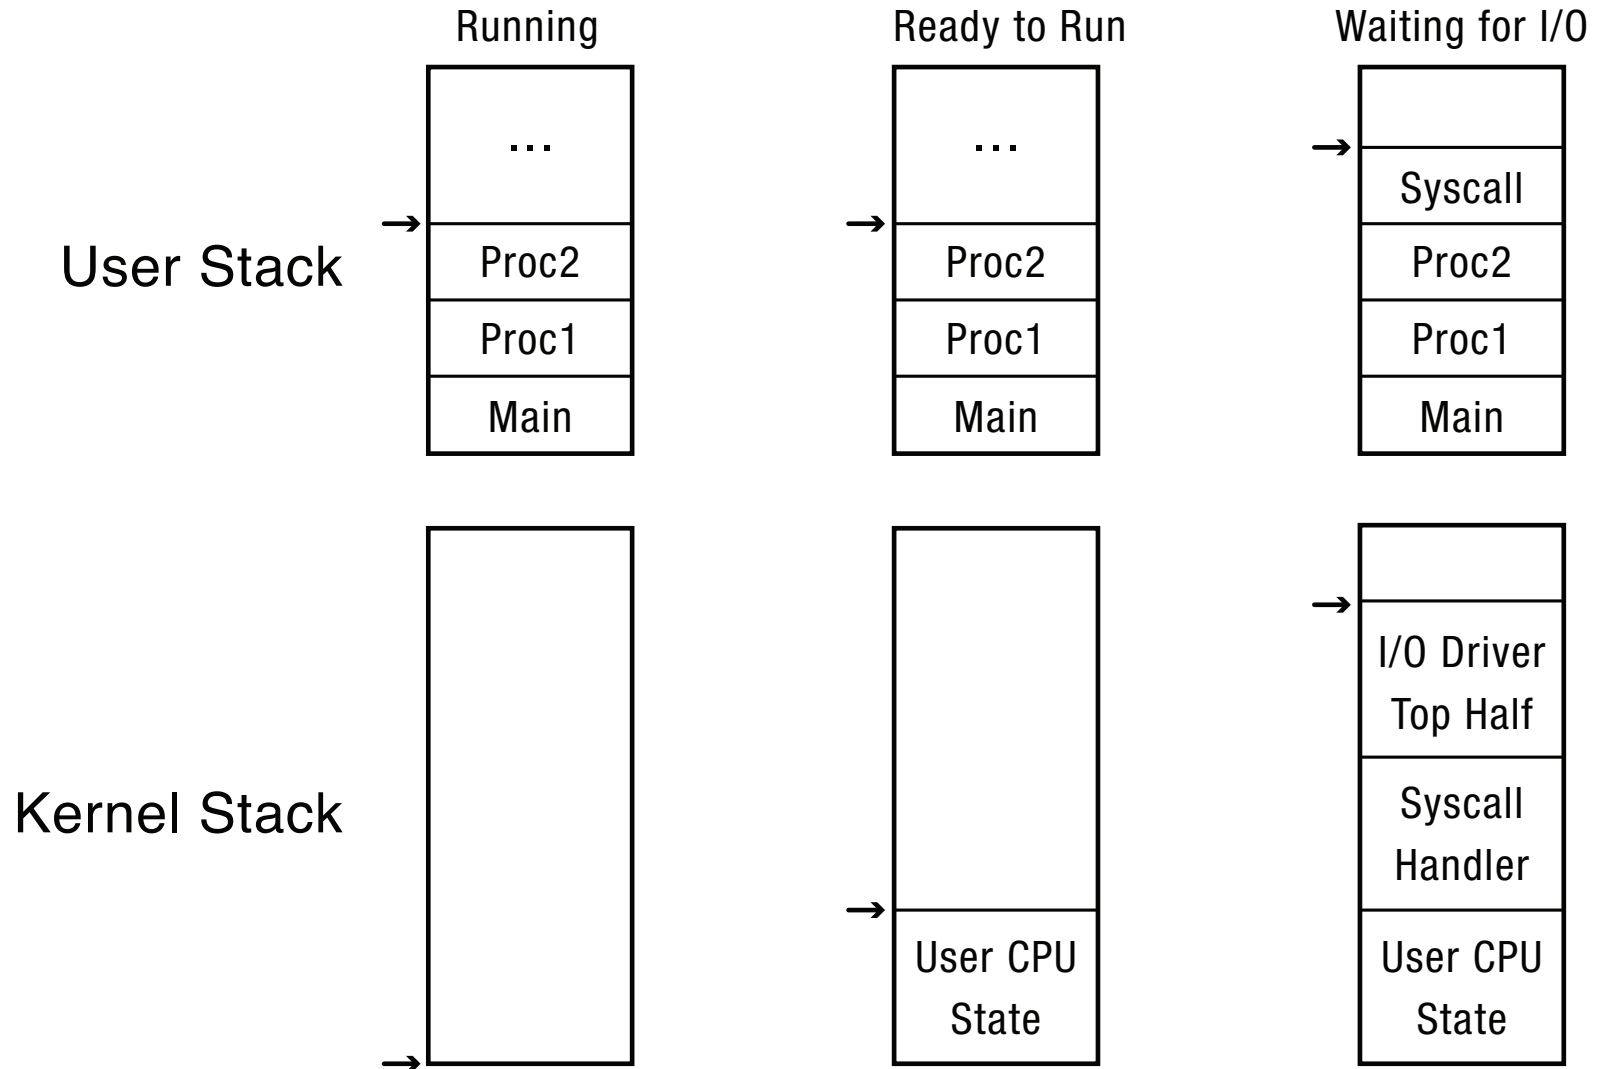 Running
Ready to Run
Waiting for I/O
User Stack
...
Proc2
Proc1
Main
...
Proc2
Proc1
Main
Syscall
Proc2
Proc1
Main
Kernel Stack
User CPU
State
I/O Driver
Top Half
Syscall
Handler
User CPU
State